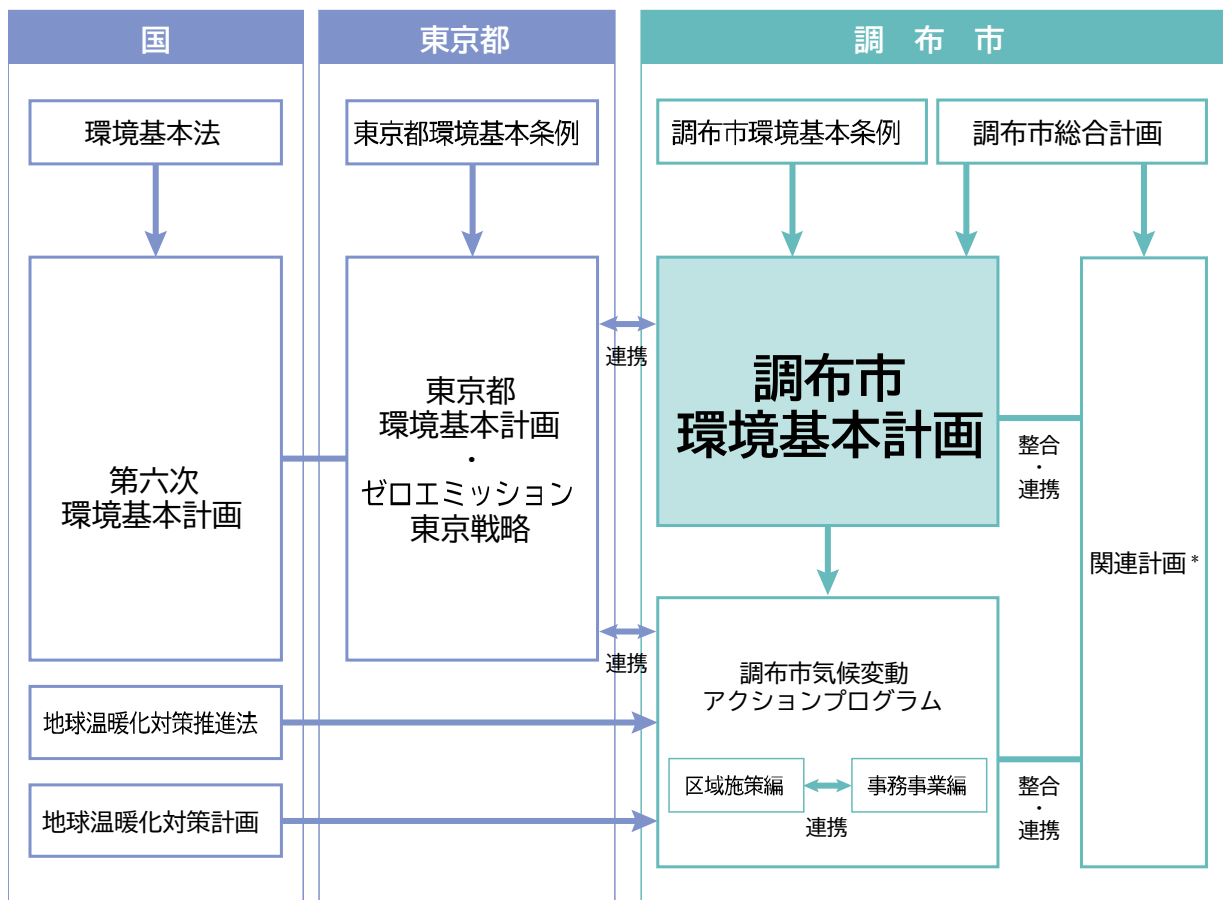 国
環境基本法
第六次
環境基本計画
地球温暖化対策推進法
地球温暖化対策計画
東京都
東京都環境基本条例
東京都
環境基本計画
・
ゼロエミッション
東京戦略
連携
連携
調布市
調布市環境基本条例
調布市総合計画
調布市
環境基本計画
整合
・
連携
関連計画*
調布市気候変動
アクションプログラム
区域施策編
事務事業編
連携
整合
・
連携